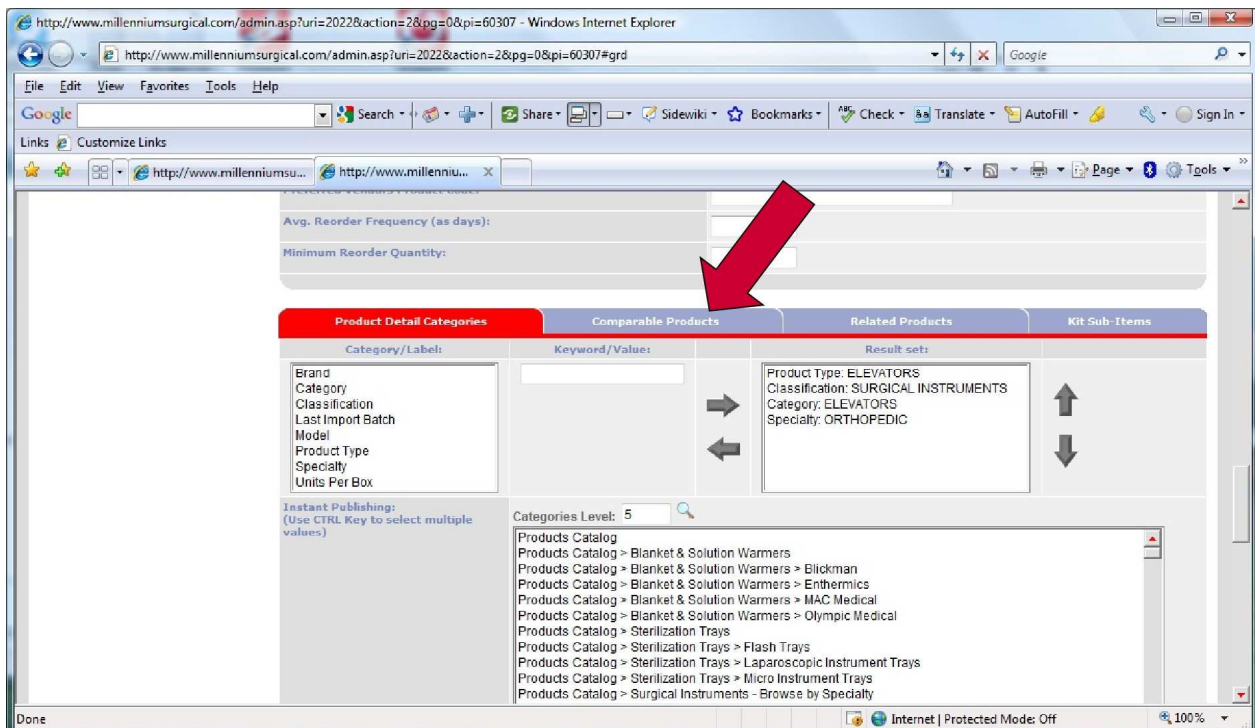 http://www.millenniumsurgical.com/admin.asp?uri=2022&action=2&pg=0&pi=60307 - Windows Internet Explorer
http://www.millenniumsurgical.com/admin.asp?uri=2022&action=2&pg=0&pi=60307#grd
Google
File Edit View Favorites Tools Help
Google Search Share Sidewiki Bookmarks ABC Check Translate AutoFill Sign In
Links Customize Links
http://www.millenniumsu... http://www.millenniu... X Page Tools
Preferred Vendors Product Code:
Avg. Reorder Frequency (as days):
Minimum Reorder Quantity:
Product Detail Categories Comparable Products Related Products Kit Sub-Items
Category/Label: Keyword/Value: Result set:
Brand
Category
Classification
Last Import Batch
Model
Product Type
Specialty
Units Per Box
Product Type: ELEVATORS
Classification: SURGICAL INSTRUMENTS
Category: ELEVATORS
Specialty: ORTHOPEDIC
Instant Publishing:
(Use CTRL Key to select multiple
values)
Categories Level: 5
Products Catalog
Products Catalog > Blanket & Solution Warmers
Products Catalog > Blanket & Solution Warmers > Blickman
Products Catalog > Blanket & Solution Warmers > Enthermics
Products Catalog > Blanket & Solution Warmers > MAC Medical
Products Catalog > Blanket & Solution Warmers > Olympic Medical
Products Catalog > Sterilization Trays
Products Catalog > Sterilization Trays > Flash Trays
Products Catalog > Sterilization Trays > Laparoscopic Instrument Trays
Products Catalog > Sterilization Trays > Micro Instrument Trays
Products Catalog > Surgical Instruments - Browse by Specialty
Done Internet | Protected Mode: Off 100%